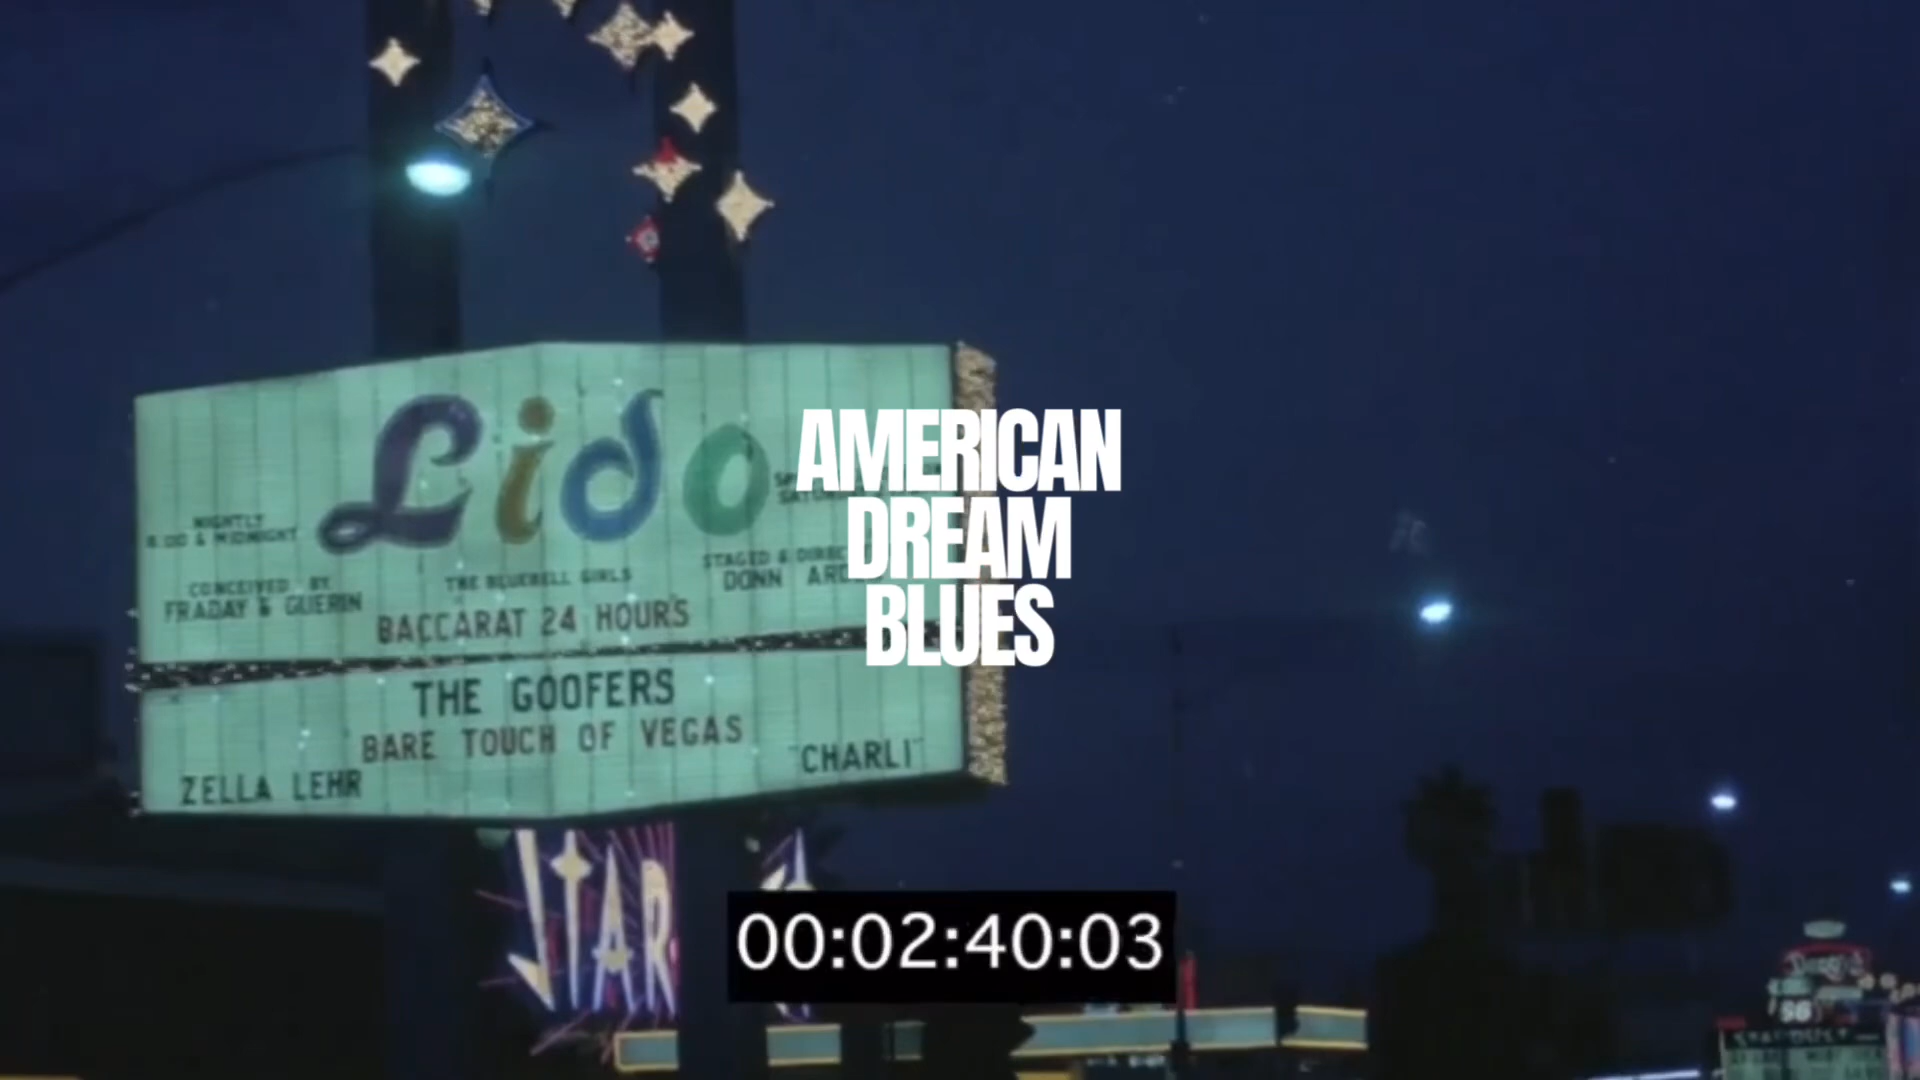 Lido
NIGHTLY
8:00 & MIDNIGHT
CONCEIVED BY
FRADAY & GUERIN
THE BLUEBELL GIRLS
STAGED & DIREC
DONN ARD
BACCARAT 24 HOURS
THE GOOFERS
BARE TOUCH OF VEGAS
ZELLA LEHR
"CHARLI"
AMERICAN
DREAM
BLUES
STAR
00:02:40:03